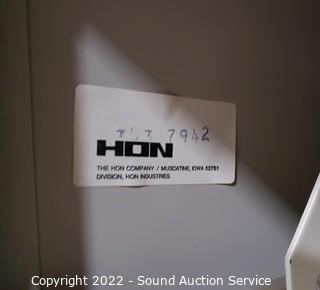 303 7942
HON
THE HON COMPANY / MUSCATINE, IOWA 52761
DIVISION, HON INDUSTRIES
Copyright 2022 - Sound Auction Service